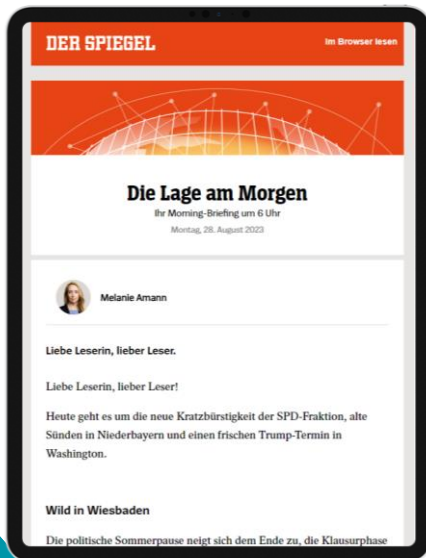 DER SPIEGEL
Im Browser lesen
Die Lage am Morgen
Ihr Morning-Briefing um 6 Uhr
Montag, 28. August 2023
Melanie Amann
Liebe Leserin, lieber Leser.
Liebe Leserin, lieber Leser!
Heute geht es um die neue Kratzbürstigkeit der SPD-Fraktion, alte
Sünden in Niederbayern und einen frischen Trump-Termin in
Washington.
Wild in Wiesbaden
Die politische Sommerpause neigt sich dem Ende zu, die Klausurphase